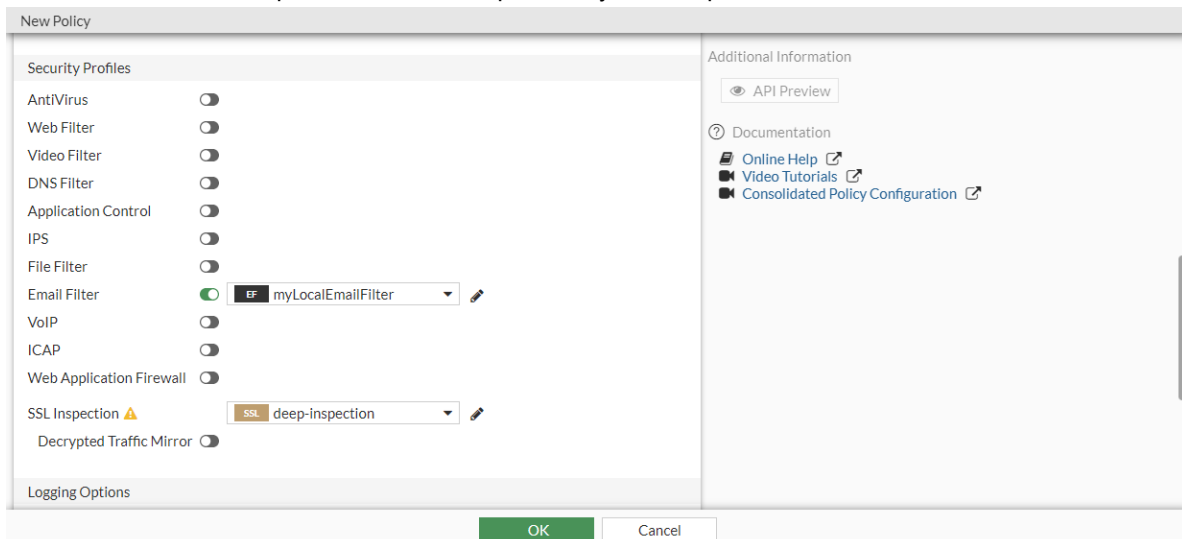 New Policy
Security Profiles
AntiVirus
Web Filter
Video Filter
DNS Filter
Application Control
IPS
File Filter
Email Filter EF myLocalEmailFilter
VoIP
ICAP
Web Application Firewall
SSL Inspection SSL deep-inspection
Decrypted Traffic Mirror
Logging Options
Additional Information
API Preview
Documentation
Online Help
Video Tutorials
Consolidated Policy Configuration
OK Cancel